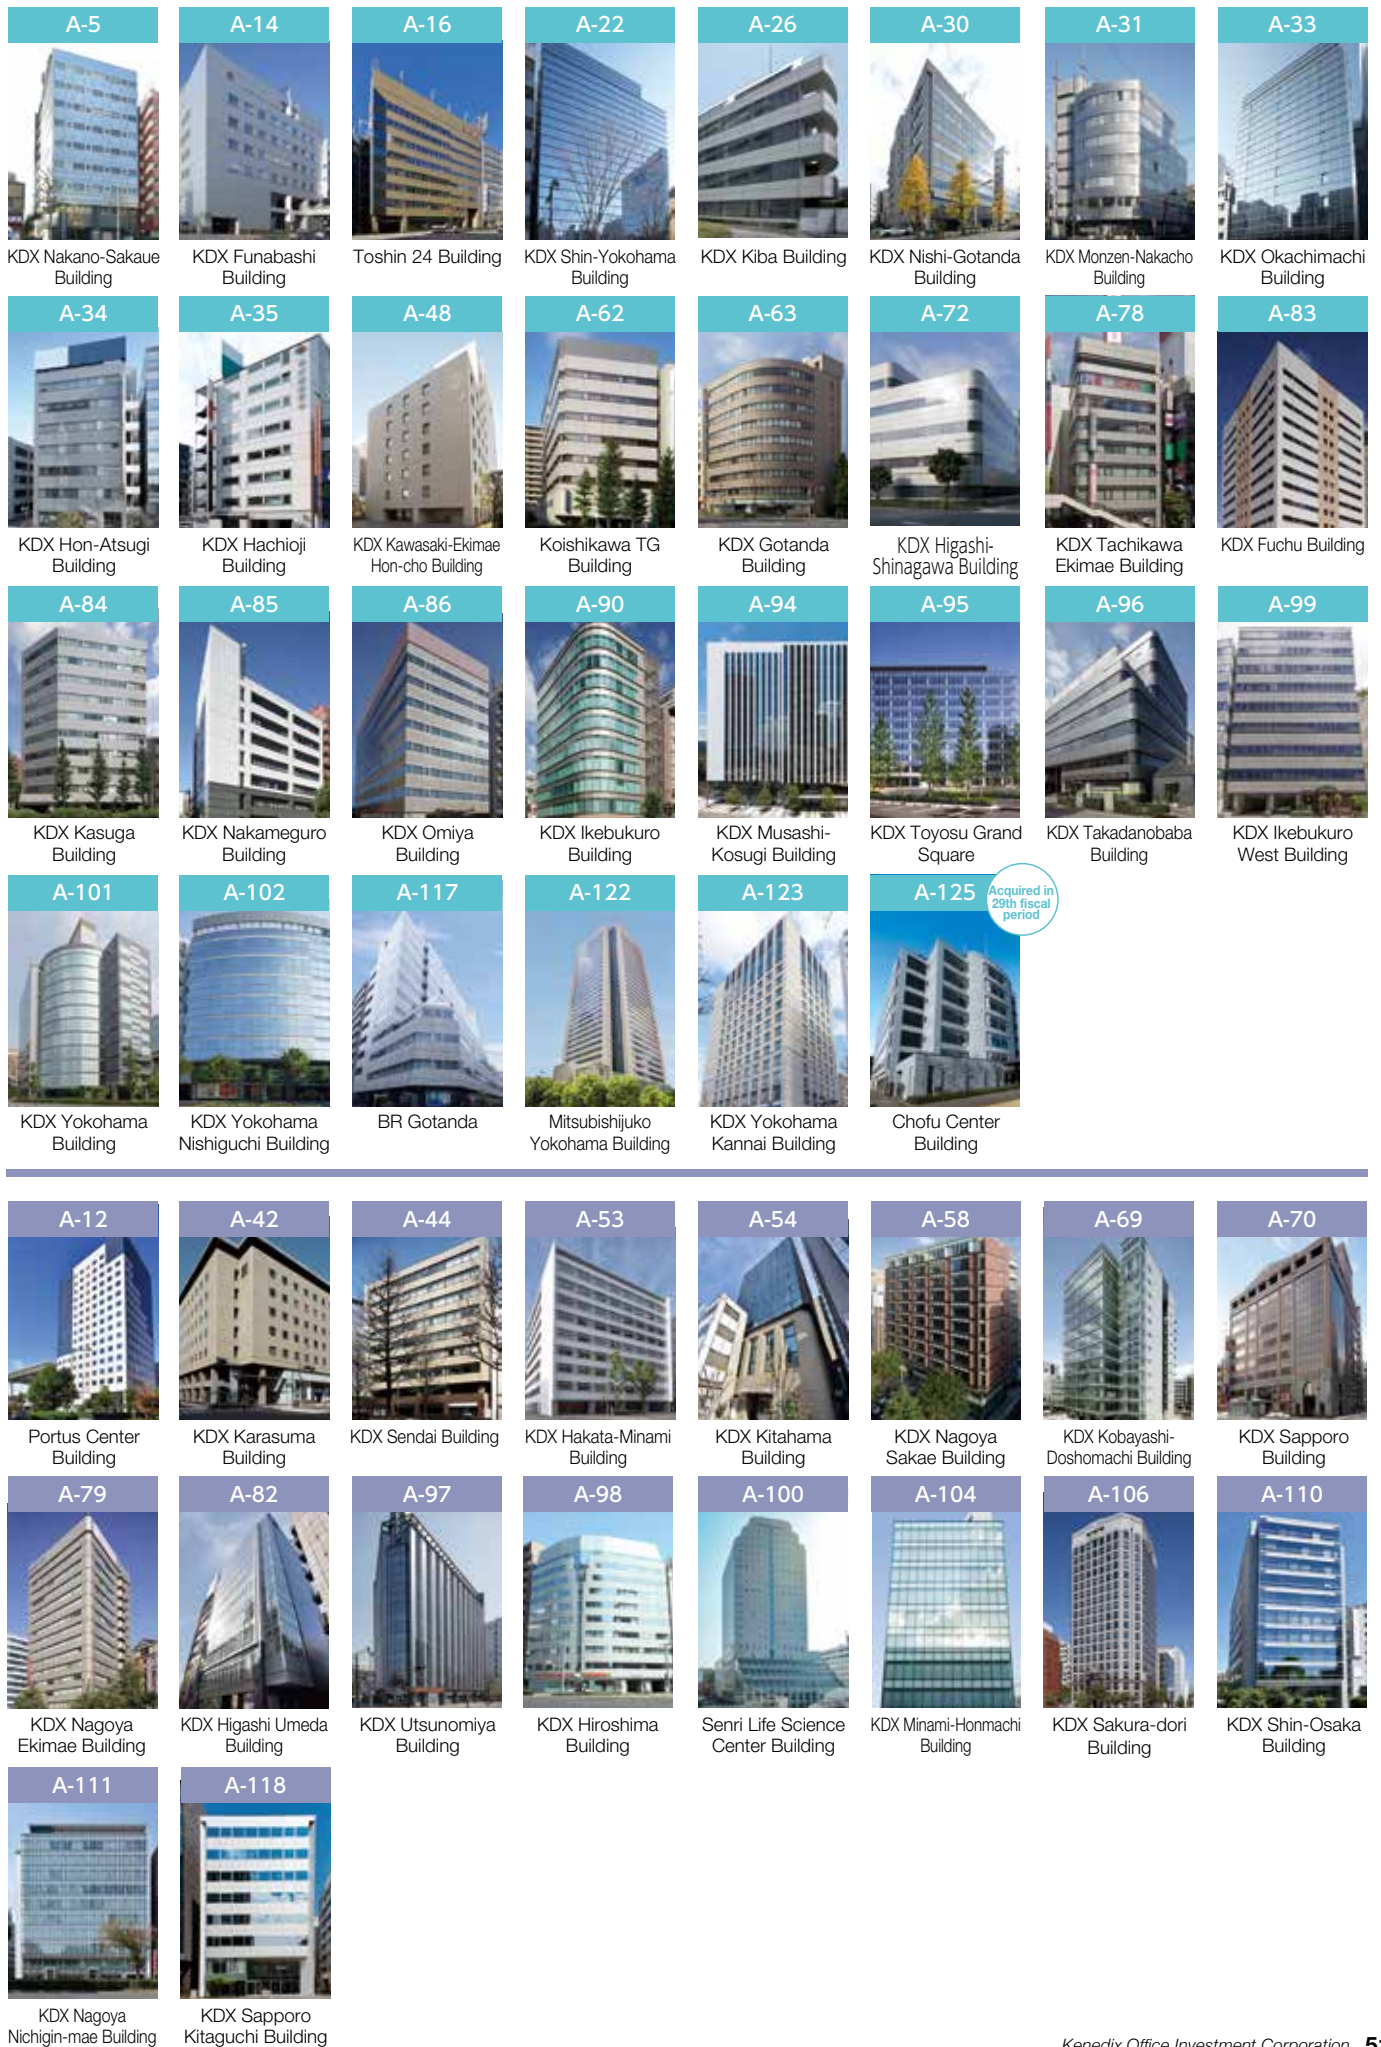 A-5 A-14 A-16 A-22 A-26 A-30 A-31 A-33
KDX Nakano-Sakaue KDX Funabashi Toshin 24 Building KDX Shin-Yokohama KDX Kiba Building KDX Nishi-Gotanda KDX Monzen-Nakacho KDX Okachimachi
Building Building Building Building Building Building
A-34 A-35 A-48 A-62 A-63 A-72 A-78 A-83
KDX Hon-Atsugi KDX Hachioji KDX Kawasaki-Ekimae Koishikawa TG KDX Gotanda KDX Higashi- KDX Tachikawa KDX Fuchu Building
Building Building Hon-cho Building Building Building Shinagawa Building Ekimae Building
A-84 A-85 A-86 A-90 A-94 A-95 A-96 A-99
KDX Kasuga KDX Nakameguro KDX Omiya KDX Ikebukuro KDX Musashi- KDX Toyosu Grand KDX Takadanobaba KDX Ikebukuro
Building Building Building Building Kosugi Building Square Building West Building
A-101 A-102 A-117 A-122 A-123 A-125
Acquired in
29th fiscal
period
KDX Yokohama KDX Yokohama BR Gotanda Mitsubishijuko KDX Yokohama Chofu Center
Building Nishiguchi Building Yokohama Building Kannai Building Building
A-12 A-42 A-44 A-53 A-54 A-58 A-69 A-70
Portus Center KDX Karasuma KDX Sendai Building KDX Hakata-Minami KDX Kitahama KDX Nagoya KDX Kobayashi- KDX Sapporo
Building Building Building Building Sakae Building Doshomachi Building Building
A-79 A-82 A-97 A-98 A-100 A-104 A-106 A-110
KDX Nagoya KDX Higashi Umeda KDX Utsunomiya KDX Hiroshima Senri Life Science KDX Minami-Honmachi KDX Sakura-dori KDX Shin-Osaka
Ekimae Building Building Building Building Center Building Building Building Building
A-111 A-118
KDX Nagoya KDX Sapporo
Nichigin-mae Building Kitaguchi Building
Kenedix Office Investment Corporation